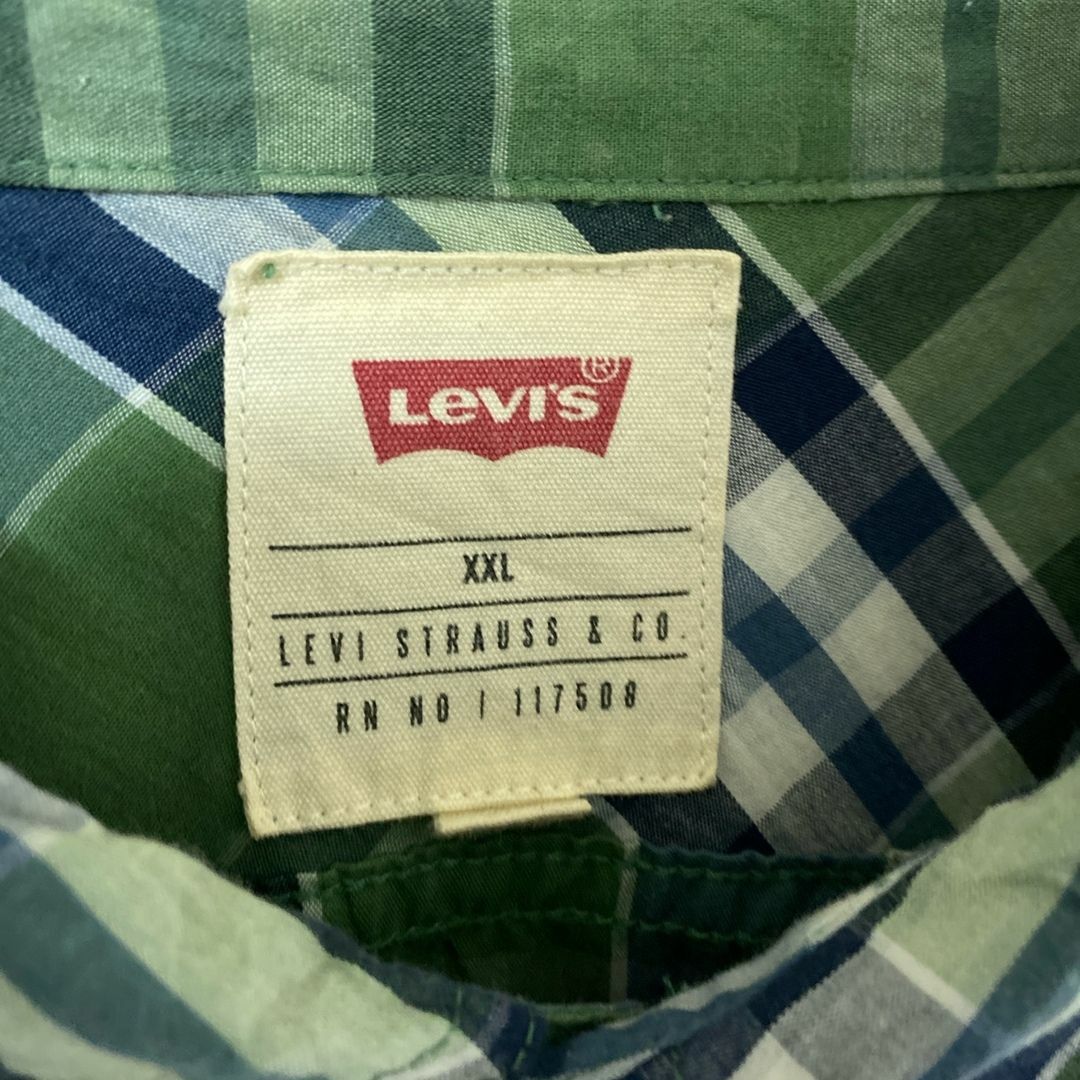 LEVI'S®
XXL
LEVI STRAUSS & CO.
RN NO / 117508